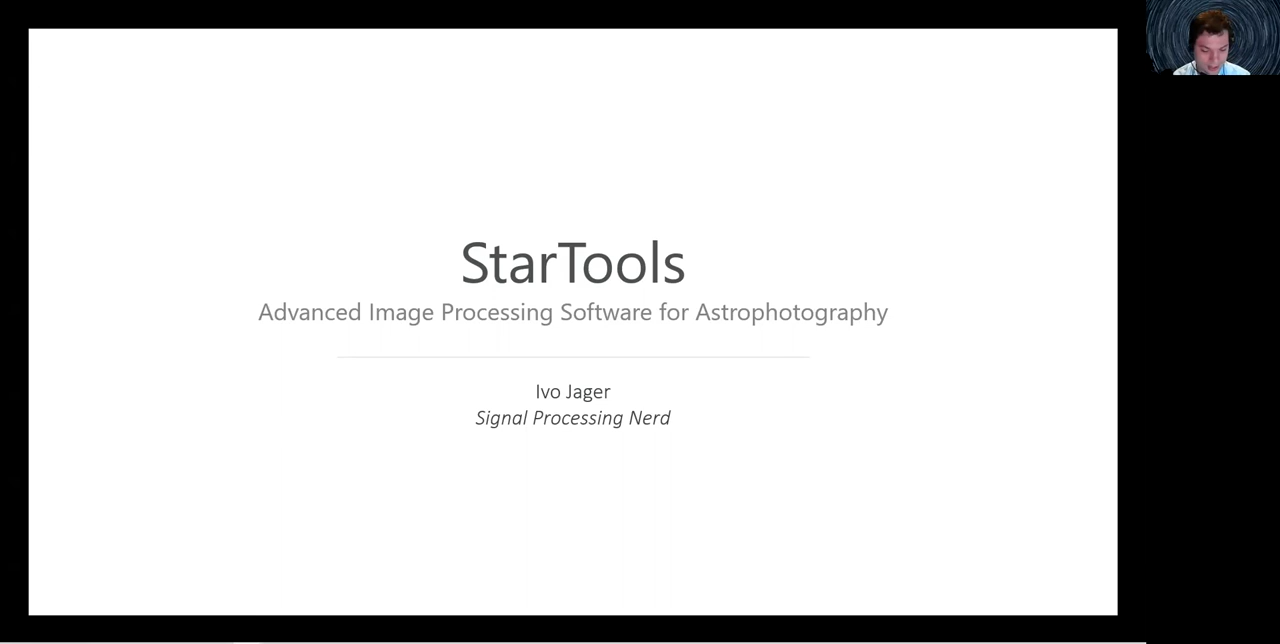 StarTools
Advanced Image Processing Software for Astrophotography
Ivo Jager
Signal Processing Nerd